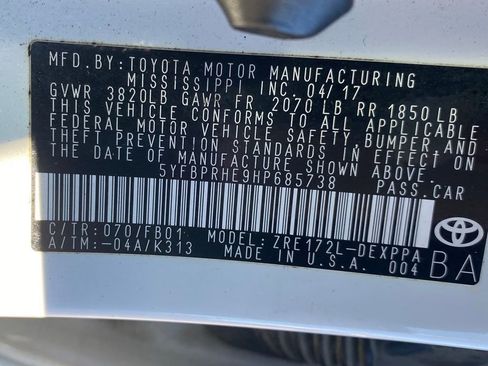 MFD. BY: TOYOTA MOTOR MANUFACTURING
MISSISSIPPI INC. 04/17
GVWR 3820LB GAWR FR 2070 LB RR 1850 LB
THIS VEHICLE CONFORMS TO ALL APPLICABLE
FEDERAL MOTOR VEHICLE SAFETY, BUMPER, AND
THEFT PREVENTION STANDARDS IN EFFECT ON
THE DATE OF MANUFACTURE SHOWN ABOVE.
5YFBPRHE9HP685738 PASS. CAR
C/TR: 070/FB01 MODEL: ZRE172L-DEXPPA
A/TM: -04A/K313 MADE IN U.S.A. 004
BA